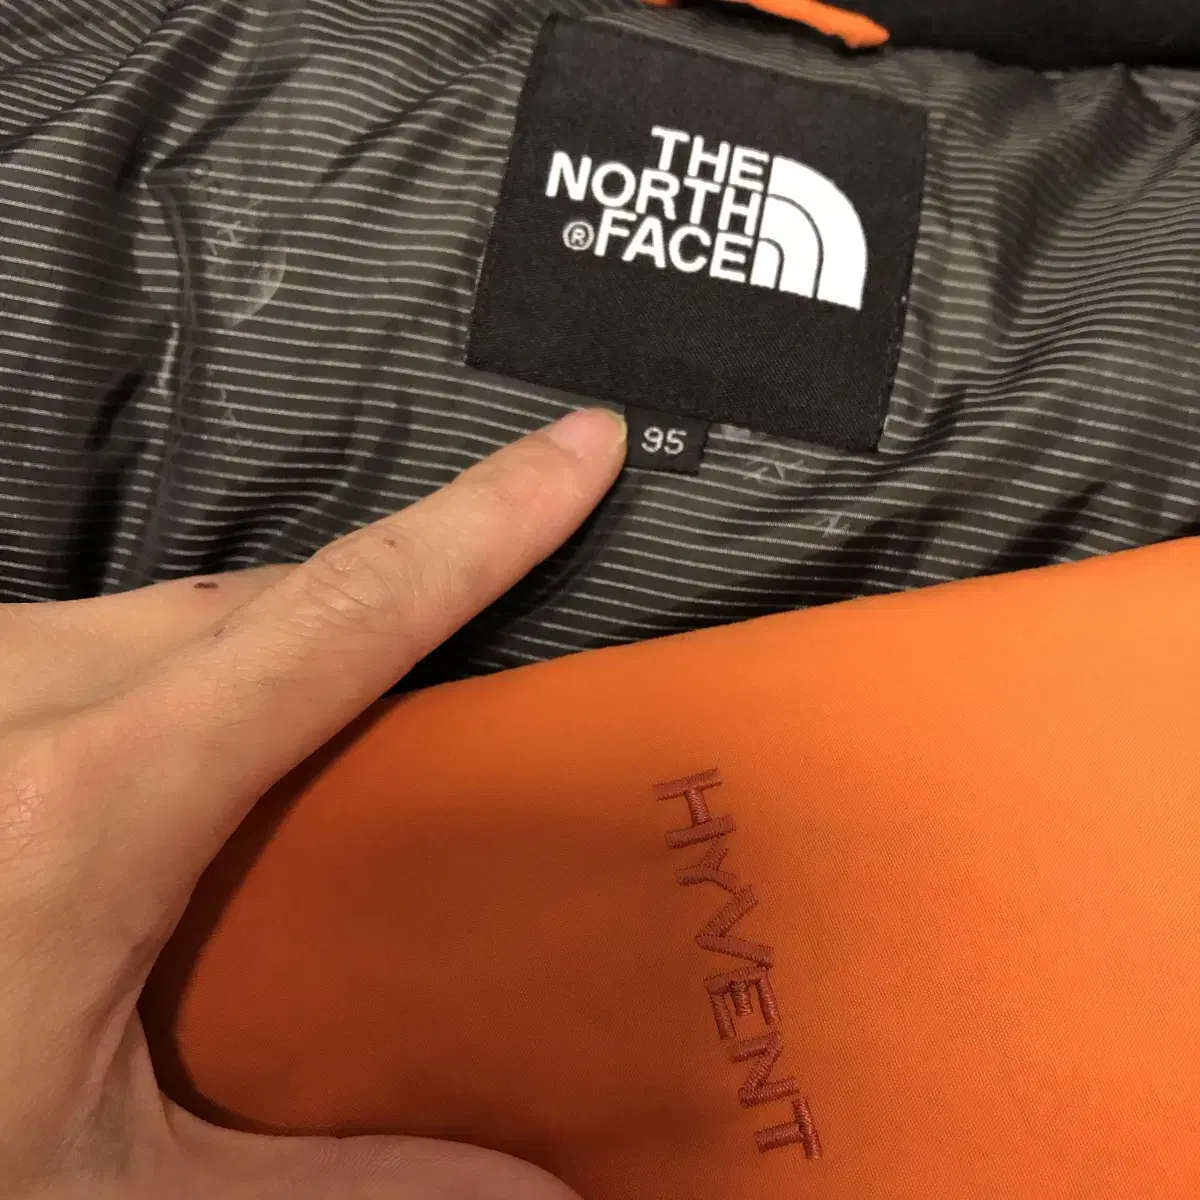 THE
NORTH
®FACE
95
HYVENT